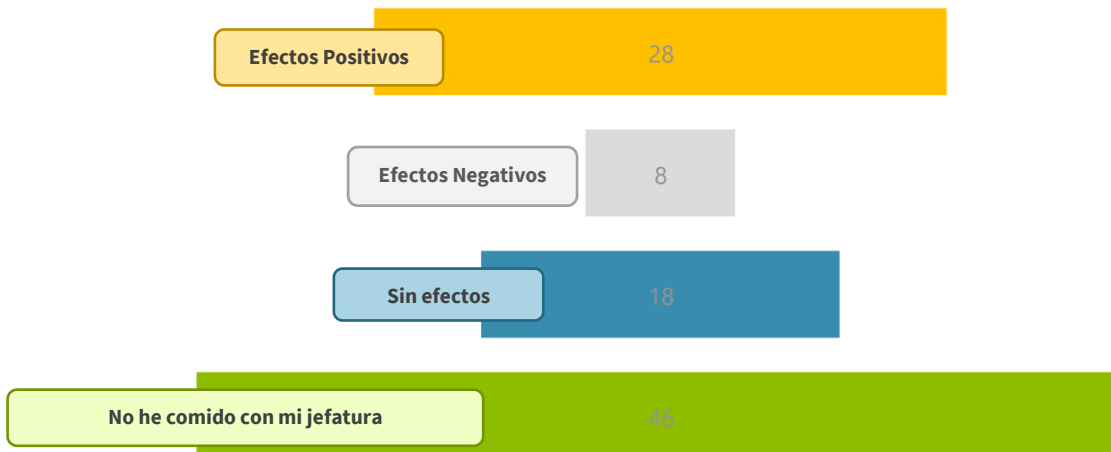 Efectos Positivos
28
Efectos Negativos
8
Sin efectos
18
No he comido con mi jefatura
46